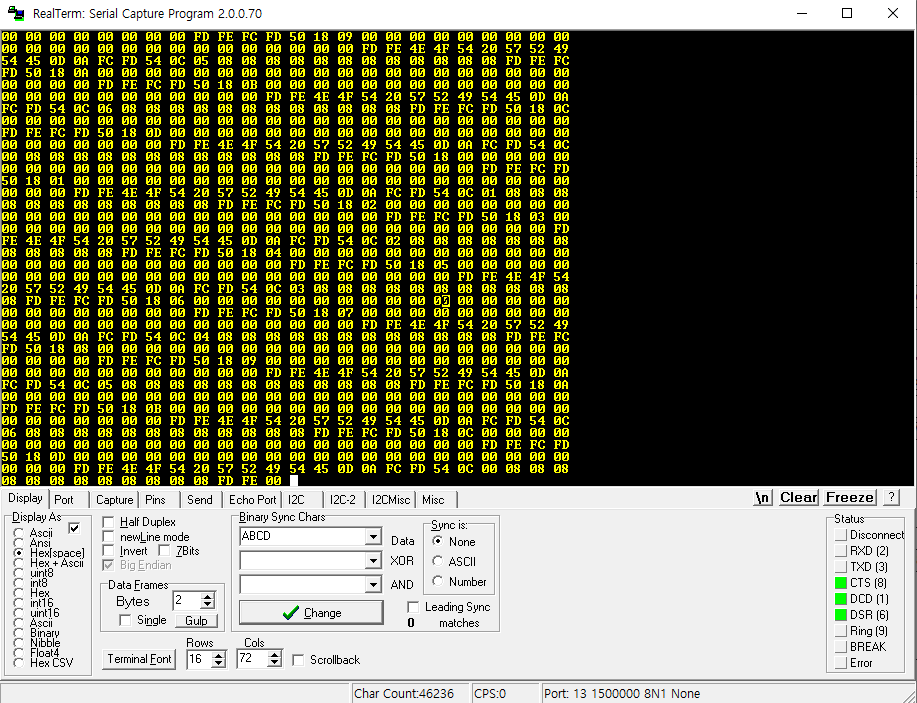 RealTerm: Serial Capture Program 2.0.0.70
00 00 00 00 00 00 00 00 FD FE FC FD 50 18 09 00 00 00 00 00 00 00 00 00
00 00 00 00 00 00 00 00 00 00 00 00 00 00 00 FD FE 4E 4F 54 20 57 52 49
54 45 0D 0A FC FD 54 0C 05 08 08 08 08 08 08 08 08 08 08 08 08 FD FE FC
FD 50 18 0A 00 00 00 00 00 00 00 00 00 00 00 00 00 00 00 00 00 00 00 00
00 00 00 00 FD FE FC FD 50 18 0B 00 00 00 00 00 00 00 00 00 00 00 00 00
00 00 00 00 00 00 00 00 00 00 00 FD FE 4E 4F 54 20 57 52 49 54 45 0D 0A
FC FD 54 0C 06 08 08 08 08 08 08 08 08 08 08 08 08 FD FE FC FD 50 18 0C
00 00 00 00 00 00 00 00 00 00 00 00 00 00 00 00 00 00 00 00 00 00 00 00
FD FE FC FD 50 18 0D 00 00 00 00 00 00 00 00 00 00 00 00 00 00 00 00 00
00 00 00 00 00 00 00 FD FE 4E 4F 54 20 57 52 49 54 45 0D 0A FC FD 54 0C
00 08 08 08 08 08 08 08 08 08 08 08 08 FD FE FC FD 50 18 00 00 00 00 00
00 00 00 00 00 00 00 00 00 00 00 00 00 00 00 00 00 00 00 00 FD FE FC FD
50 18 01 00 00 00 00 00 00 00 00 00 00 00 00 00 00 00 00 00 00 00 00 00
00 00 00 FD FE 4E 4F 54 20 57 52 49 54 45 0D 0A FC FD 54 0C 01 08 08 08
08 08 08 08 08 08 08 08 08 FD FE FC FD 50 18 02 00 00 00 00 00 00 00 00
00 00 00 00 00 00 00 00 00 00 00 00 00 00 00 00 FD FE FC FD 50 18 03 00
00 00 00 00 00 00 00 00 00 00 00 00 00 00 00 00 00 00 00 00 00 00 00 FD
FE 4E 4F 54 20 57 52 49 54 45 0D 0A FC FD 54 0C 02 08 08 08 08 08 08 08
08 08 08 08 08 FD FE FC FD 50 18 04 00 00 00 00 00 00 00 00 00 00 00 00
00 00 00 00 00 00 00 00 00 00 00 00 FD FE FC FD 50 18 05 00 00 00 00 00
00 00 00 00 00 00 00 00 00 00 00 00 00 00 00 00 00 00 00 FD FE 4E 4F 54
20 57 52 49 54 45 0D 0A FC FD 54 0C 03 08 08 08 08 08 08 08 08 08 08 08
08 FD FE FC FD 50 18 06 00 00 00 00 00 00 00 00 00 00 00 00 00 00 00 00
00 00 00 00 00 00 00 00 FD FE FC FD 50 18 07 00 00 00 00 00 00 00 00 00
00 00 00 00 00 00 00 00 00 00 00 00 00 00 00 FD FE 4E 4F 54 20 57 52 49
54 45 0D 0A FC FD 54 0C 04 08 08 08 08 08 08 08 08 08 08 08 08 FD FE FC
FD 50 18 08 00 00 00 00 00 00 00 00 00 00 00 00 00 00 00 00 00 00 00 00
00 00 00 00 FD FE FC FD 50 18 09 00 00 00 00 00 00 00 00 00 00 00 00 00
00 00 00 00 00 00 00 00 00 00 00 FD FE 4E 4F 54 20 57 52 49 54 45 0D 0A
FC FD 54 0C 05 08 08 08 08 08 08 08 08 08 08 08 08 FD FE FC FD 50 18 0A
00 00 00 00 00 00 00 00 00 00 00 00 00 00 00 00 00 00 00 00 00 00 00 00
FD FE FC FD 50 18 0B 00 00 00 00 00 00 00 00 00 00 00 00 00 00 00 00 00
00 00 00 00 00 00 00 FD FE 4E 4F 54 20 57 52 49 54 45 0D 0A FC FD 54 0C
06 08 08 08 08 08 08 08 08 08 08 08 08 FD FE FC FD 50 18 0C 00 00 00 00
00 00 00 00 00 00 00 00 00 00 00 00 00 00 00 00 00 00 00 00 FD FE FC FD
50 18 0D 00 00 00 00 00 00 00 00 00 00 00 00 00 00 00 00 00 00 00 00 00
00 00 00 FD FE 4E 4F 54 20 57 52 49 54 45 0D 0A FC FD 54 0C 00 08 08 08
08 08 08 08 08 08 08 08 08 FD FE 00
Display Port Capture Pins Send Echo Port I2C I2C-2 I2CMisc Misc \n Clear Freeze ?
Display As
Ascii
Ansi
Hex[space]
Hex + Ascii
uint8
int8
Hex
int16
uint16
Ascii
Binary
Nibble
Float4
Hex CSV
Half Duplex
newLine mode
Invert 7Bits
Big Endian
Data Frames
Bytes 2
Single Gulp
Terminal Font
Rows
16
Cols
72
Scrollback
Binary Sync Chars
ABCD Data
XOR
AND
Change
Sync is:
None
ASCII
Number
Leading Sync
0 matches
Status
Disconnect
RXD (2)
TXD (3)
CTS (8)
DCD (1)
DSR (6)
Ring (9)
BREAK
Error
Char Count:46236 CPS:0 Port: 13 1500000 8N1 None